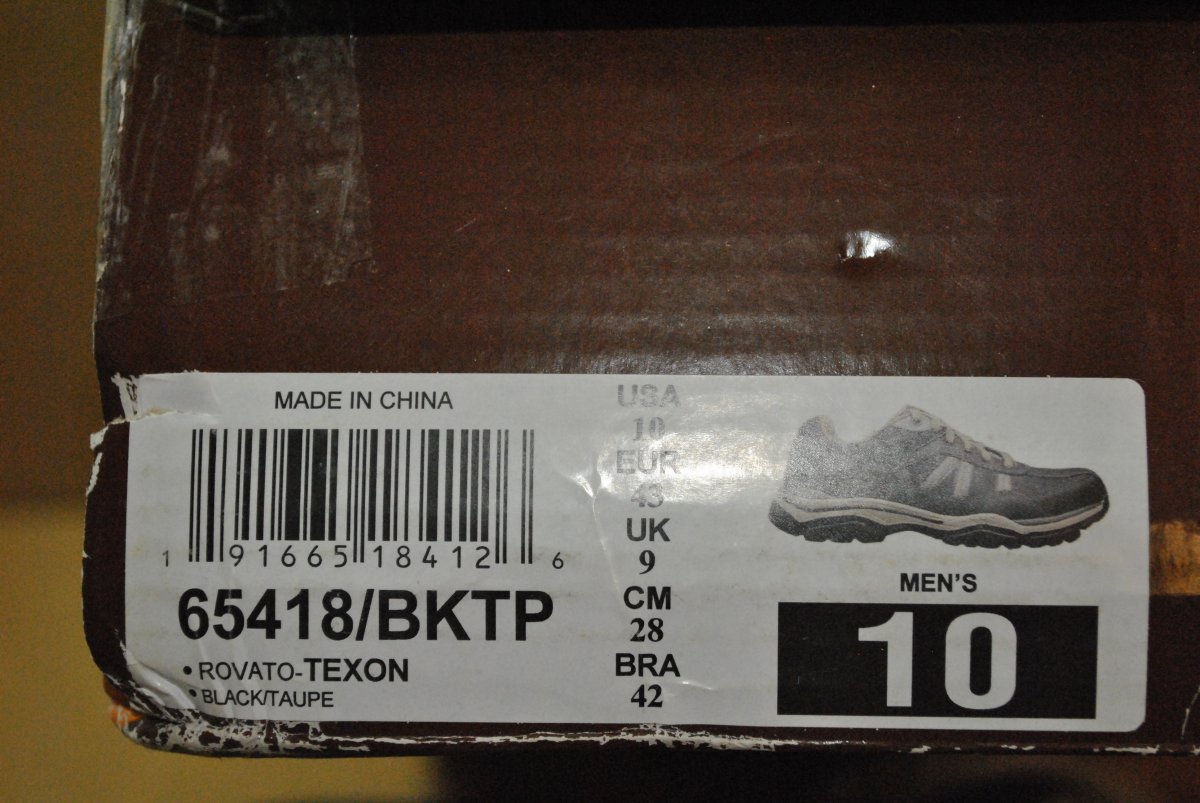 MADE IN CHINA
1 91665 18412 6
65418/BKTP
• ROVATO-TEXON
• BLACK/TAUPE
USA
10
EUR
43
UK
9
CM
28
BRA
42
MEN'S
10